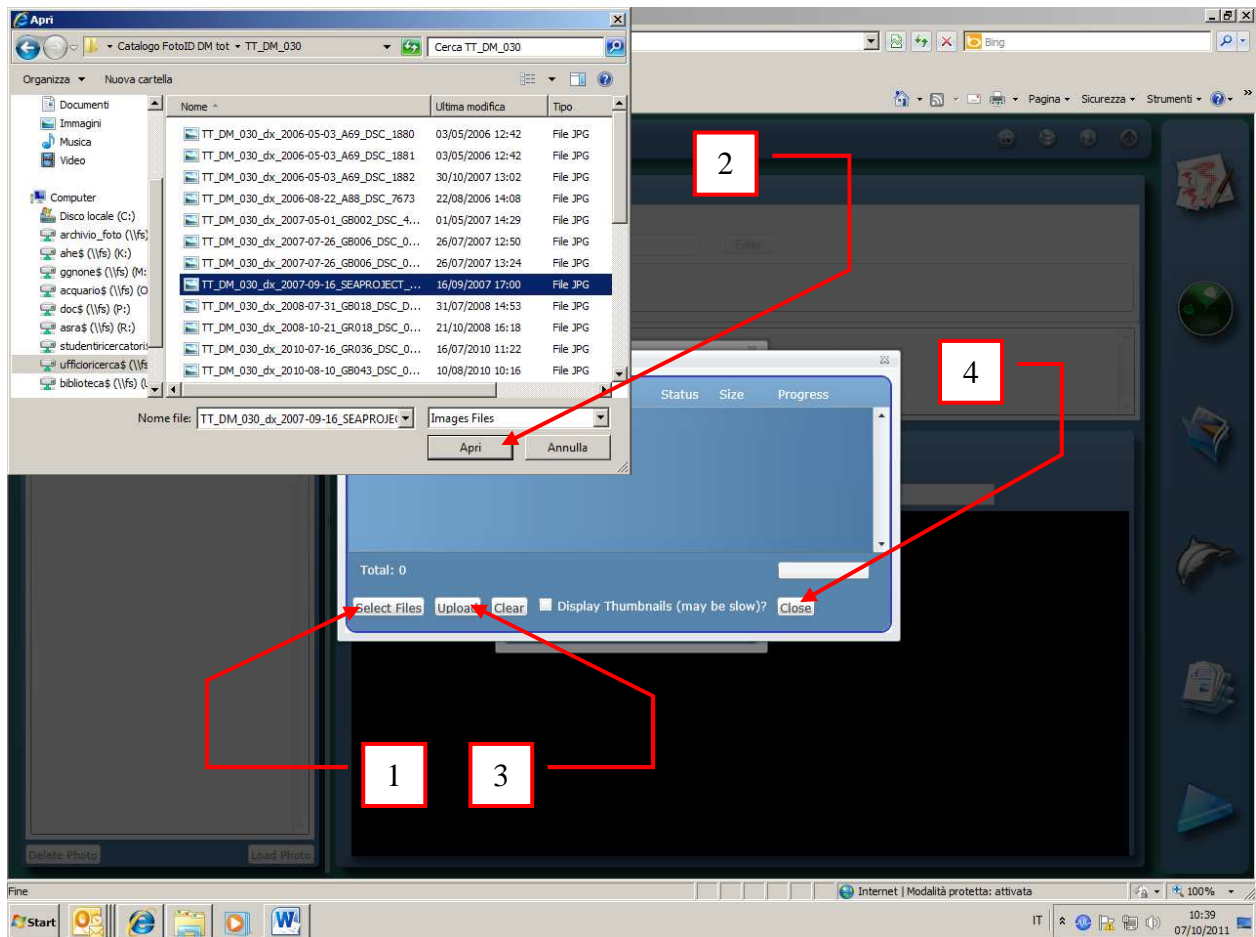 Apri
Catalogo FotoID DM tot
TT_DM_030
Cerca TT_DM_030
Bing
Organizza
Nuova cartella
Pagina
Sicurezza
Strumenti
»
Documenti
Immagini
Musica
Video
Computer
Disco locale (C:)
archivio_foto (\\fs)
ahe$ (\\fs) (K:)
ggnone$ (\\fs) (M:
acquario$ (\\fs) (O
doc$ (\\fs) (P:)
asra$ (\\fs) (R:)
studentiricercatoris
ufficioricerca$ (\\fs
biblioteca$ (\\fs) (L
Nome Ultima modifica Tipo
TT_DM_030_dx_2006-05-03_A69_DSC_1880 03/05/2006 12:42 File JPG
TT_DM_030_dx_2006-05-03_A69_DSC_1881 03/05/2006 12:42 File JPG
TT_DM_030_dx_2006-05-03_A69_DSC_1882 30/10/2007 13:02 File JPG
TT_DM_030_dx_2006-08-22_A88_DSC_7673 22/08/2006 14:08 File JPG
TT_DM_030_dx_2007-05-01_GB002_DSC_4... 01/05/2007 14:29 File JPG
TT_DM_030_dx_2007-07-26_GB006_DSC_0... 26/07/2007 12:50 File JPG
TT_DM_030_dx_2007-07-26_GB006_DSC_0... 26/07/2007 13:24 File JPG
TT_DM_030_dx_2007-09-16_SEAPROJECT_... 16/09/2007 17:00 File JPG
TT_DM_030_dx_2008-07-31_GB018_DSC_D... 31/07/2008 14:53 File JPG
TT_DM_030_dx_2008-10-21_GR018_DSC_0... 21/10/2008 16:18 File JPG
TT_DM_030_dx_2010-07-16_GR036_DSC_0... 16/07/2010 11:22 File JPG
TT_DM_030_dx_2010-08-10_GB043_DSC_0... 10/08/2010 10:16 File JPG
Nome file: TT_DM_030_dx_2007-09-16_SEAPROJE( Images Files
Apri Annulla
2
Filter
4
Status Size Progress
Total: 0
Select Files Upload Clear Display Thumbnails (may be slow)? Close
1
3
Delete Photo Load Photo
Fine Internet | Modalità protetta: attivata 100%
Start IT 10:39
07/10/2011